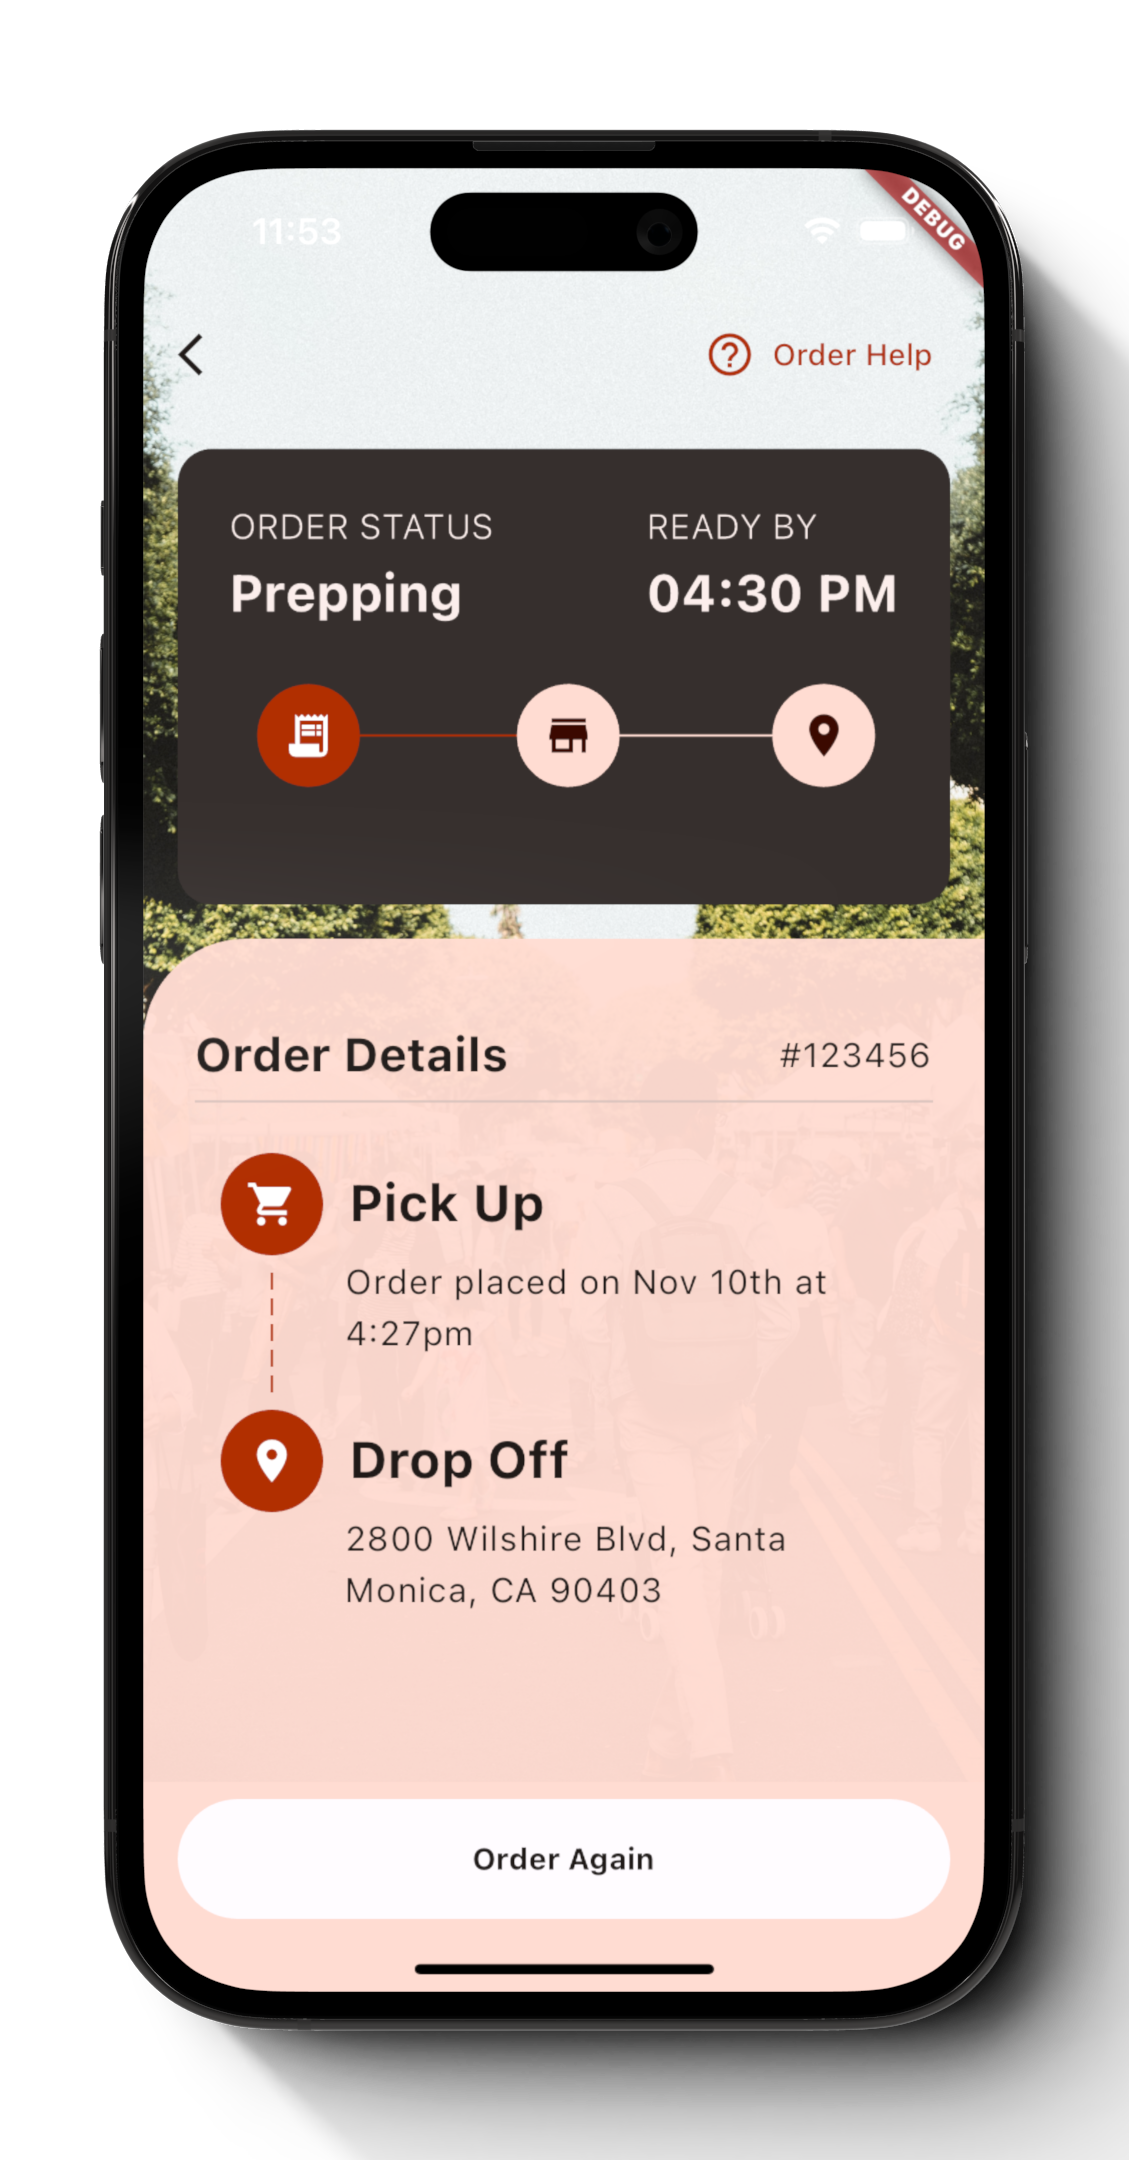 11:53
DEBUG
Order Help
ORDER STATUS
READY BY
Prepping
04:30 PM
Order Details
#123456
Pick Up
Order placed on Nov 10th at
4:27pm
Drop Off
2800 Wilshire Blvd, Santa
Monica, CA 90403
Order Again